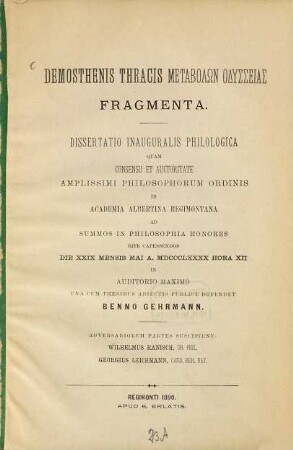 DEMOSTHENIS THRACIS ΜΕΤΑΒΟΛΩΝ ΟΔΥΣΣΕΙΑΣ
FRAGMENTA.
DISSERTATIO INAUGURALIS PHILOLOGICA
QUAM
CONSENSU ET AUCTORITATE
AMPLISSIMI PHILOSOPHORUM ORDINIS
IN
ACADEMIA ALBERTINA REGIMONTANA
AD
SUMMOS IN PHILOSOPHIA HONORES
RITE CAPESSENDOS
DIE XXIX MENSIS MAI A. MDCCCLXXXX HORA XII
IN
AUDITORIO MAXIMO
UNA CUM THESIBUS ADIECTIS PUBLICE DEFENDET
BENNO GEHRMANN.
ADVERSARIORUM PARTES SUSCIPIENT:
WILHELMUS RANISCH, DR. PHIL.
GEORGIUS LEHRMANN, CAND. RER. NAT.
REGIMONTI 1890.
APUD E. ERLATIS.